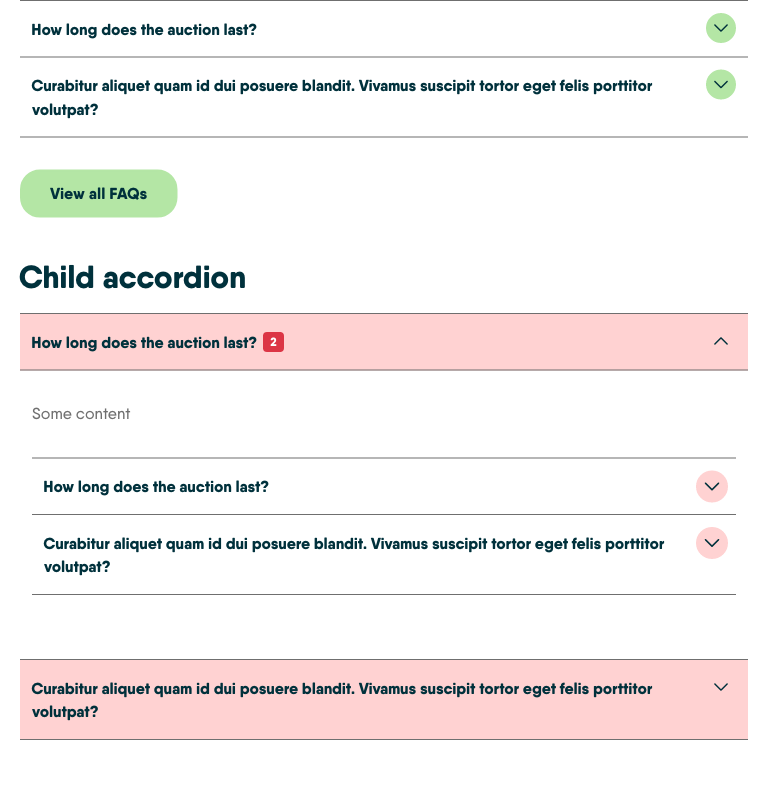 How long does the auction last?
Curabitur aliquet quam id dui posuere blandit. Vivamus suscipit tortor eget felis porttitor
volutpat?
View all FAQs
Child accordion
How long does the auction last? 2
Some content
How long does the auction last?
Curabitur aliquet quam id dui posuere blandit. Vivamus suscipit tortor eget felis porttitor
volutpat?
Curabitur aliquet quam id dui posuere blandit. Vivamus suscipit tortor eget felis porttitor
volutpat?